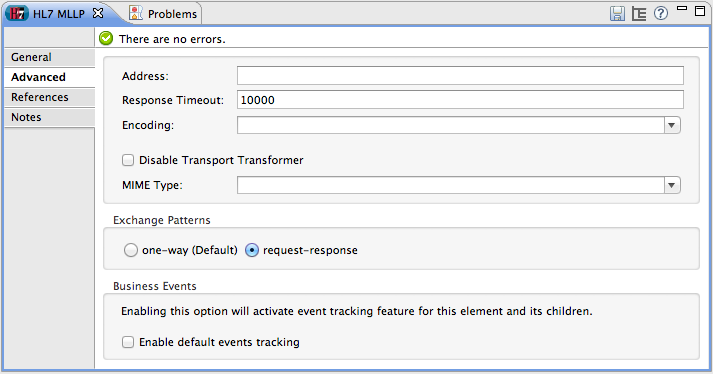 HL7 HL7 MLLP Problems
There are no errors.
General
Advanced
References
Notes
Address:
Response Timeout: 10000
Encoding:
Disable Transport Transformer
MIME Type:
Exchange Patterns
one-way (Default) request-response
Business Events
Enabling this option will activate event tracking feature for this element and its children.
Enable default events tracking